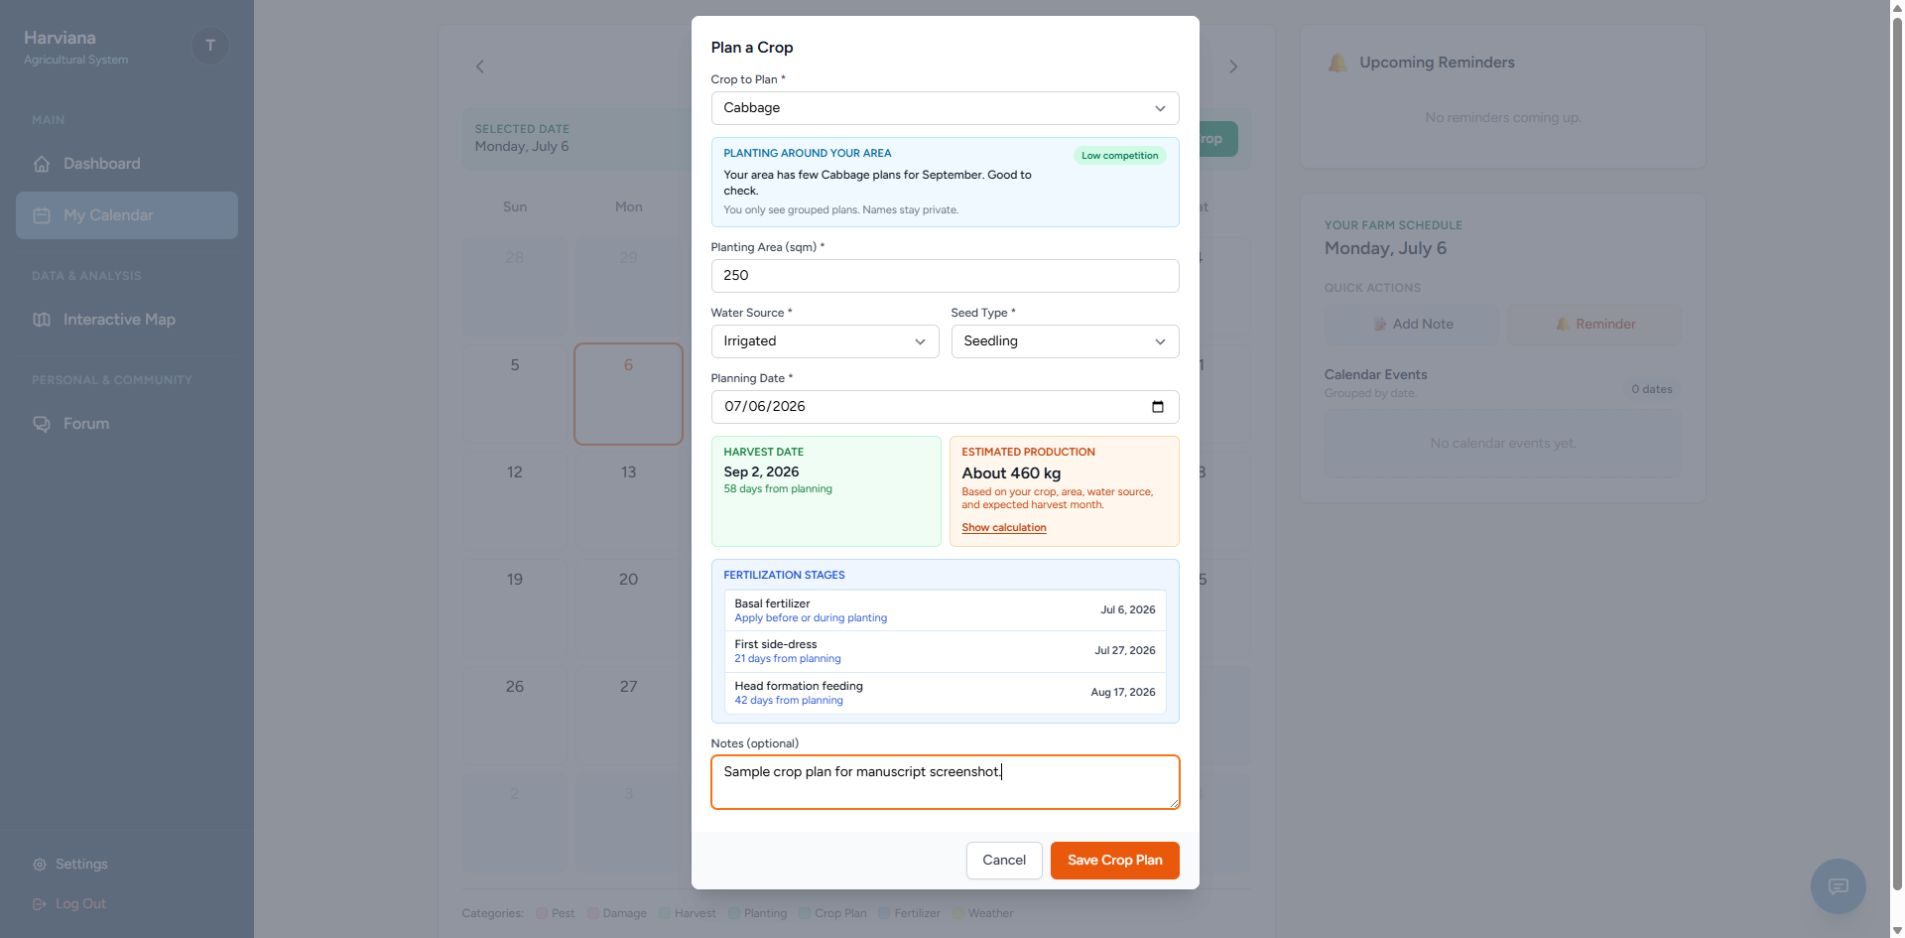 Harviana
Agricultural System
T
MAIN
Dashboard
My Calendar
DATA & ANALYSIS
Interactive Map
PERSONAL & COMMUNITY
Forum
Settings
Log Out
SELECTED DATE
Monday, July 6
rop
Sun
Mon
at
28
29
4
5
6
1
12
13
8
19
20
5
26
27
2
3
Categories:
Pest
Damage
Harvest
Planting
Crop Plan
Fertilizer
Weather
Plan a Crop
Crop to Plan *
Cabbage
PLANTING AROUND YOUR AREA
Low competition
Your area has few Cabbage plans for September. Good to
check.
You only see grouped plans. Names stay private.
Planting Area (sqm) *
250
Water Source *
Seed Type *
Irrigated
Seedling
Planning Date *
07/06/2026
HARVEST DATE
Sep 2, 2026
58 days from planning
ESTIMATED PRODUCTION
About 460 kg
Based on your crop, area, water source,
and expected harvest month.
Show calculation
FERTILIZATION STAGES
Basal fertilizer
Apply before or during planting
Jul 6, 2026
First side-dress
21 days from planning
Jul 27, 2026
Head formation feeding
42 days from planning
Aug 17, 2026
Notes (optional)
Sample crop plan for manuscript screenshot.
Cancel
Save Crop Plan
Upcoming Reminders
No reminders coming up.
YOUR FARM SCHEDULE
Monday, July 6
QUICK ACTIONS
Add Note
Reminder
Calendar Events
Grouped by date.
0 dates
No calendar events yet.